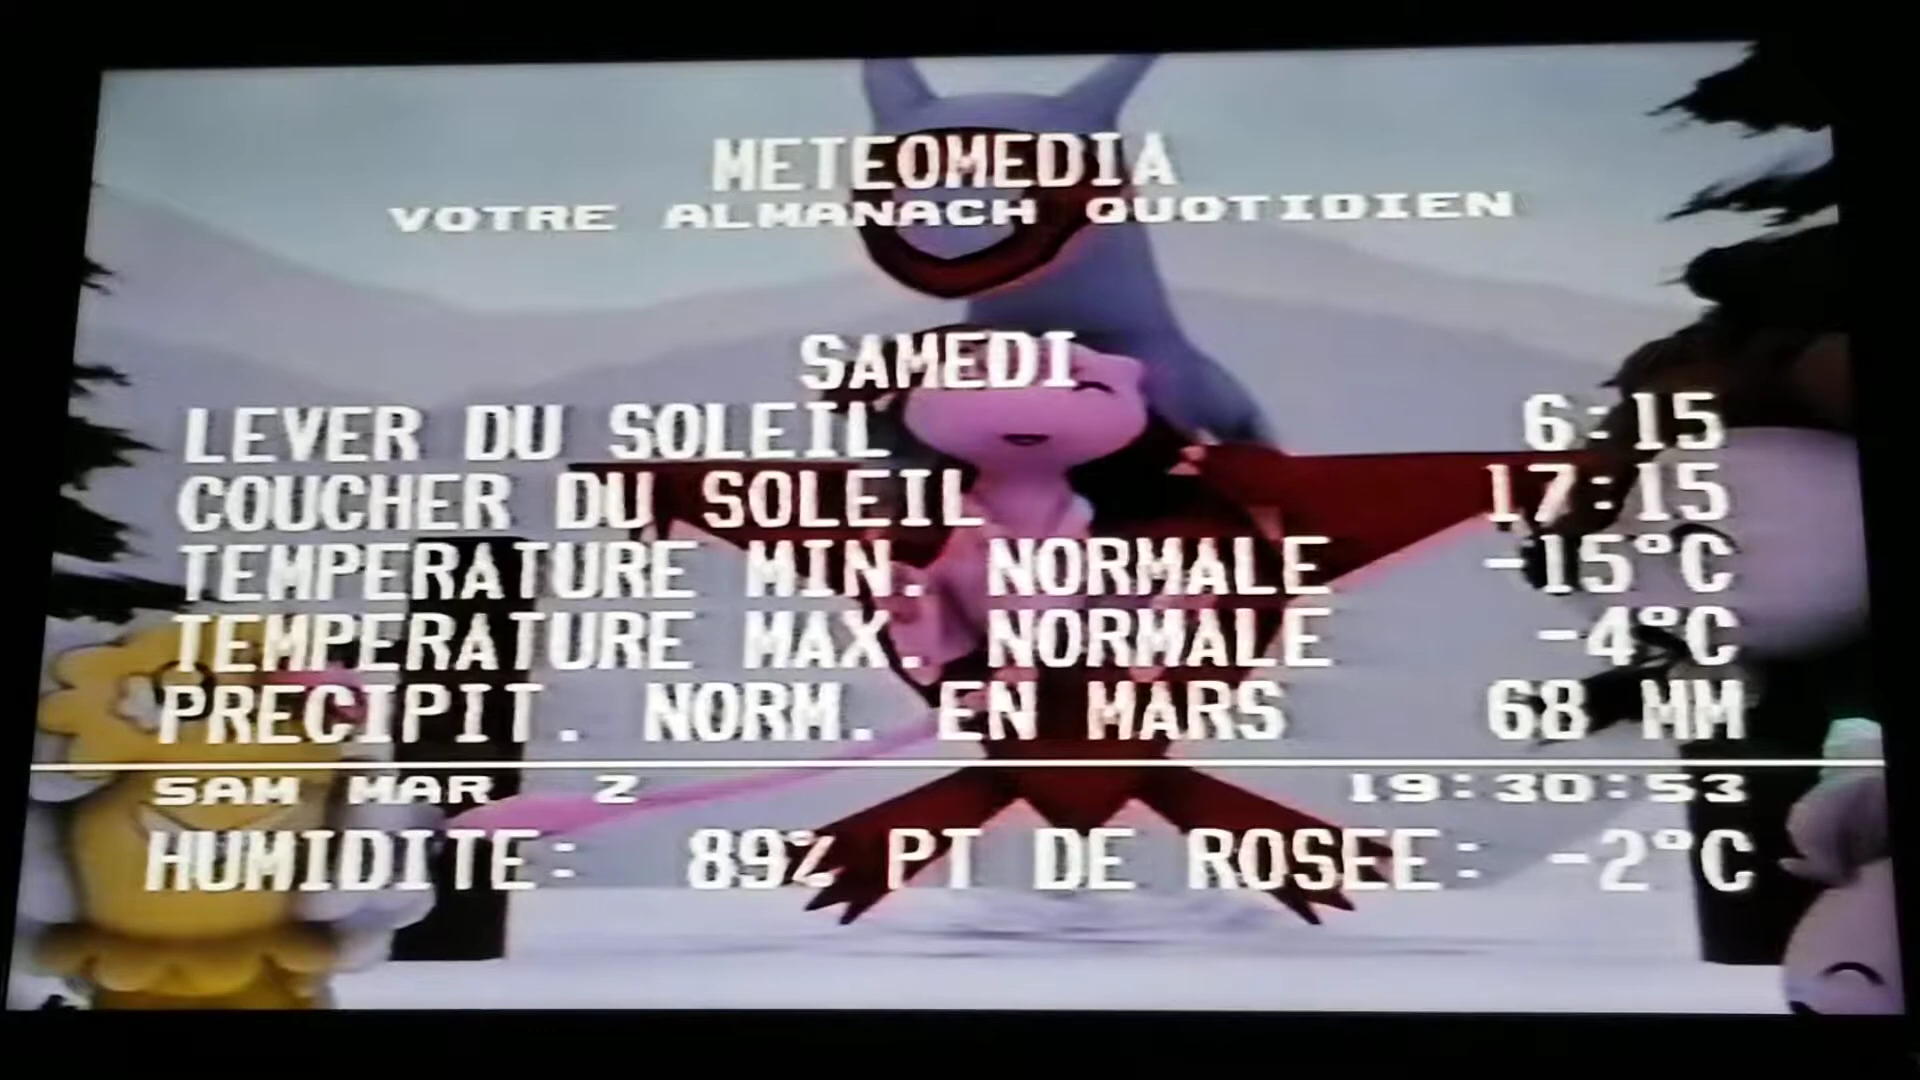 METEOMEDIA
VOTRE ALMANACH QUOTIDIEN
SAMEDI
LEVER DU SOLEIL 6:15
COUCHER DU SOLEIL 17:15
TEMPERATURE MIN. NORMALE -15°C
TEMPERATURE MAX. NORMALE -4°C
PRECIPIT. NORM. EN MARS 68 MM
SAM MAR 2 19:30:53
HUMIDITE: 89% PT DE ROSEE: -2°C